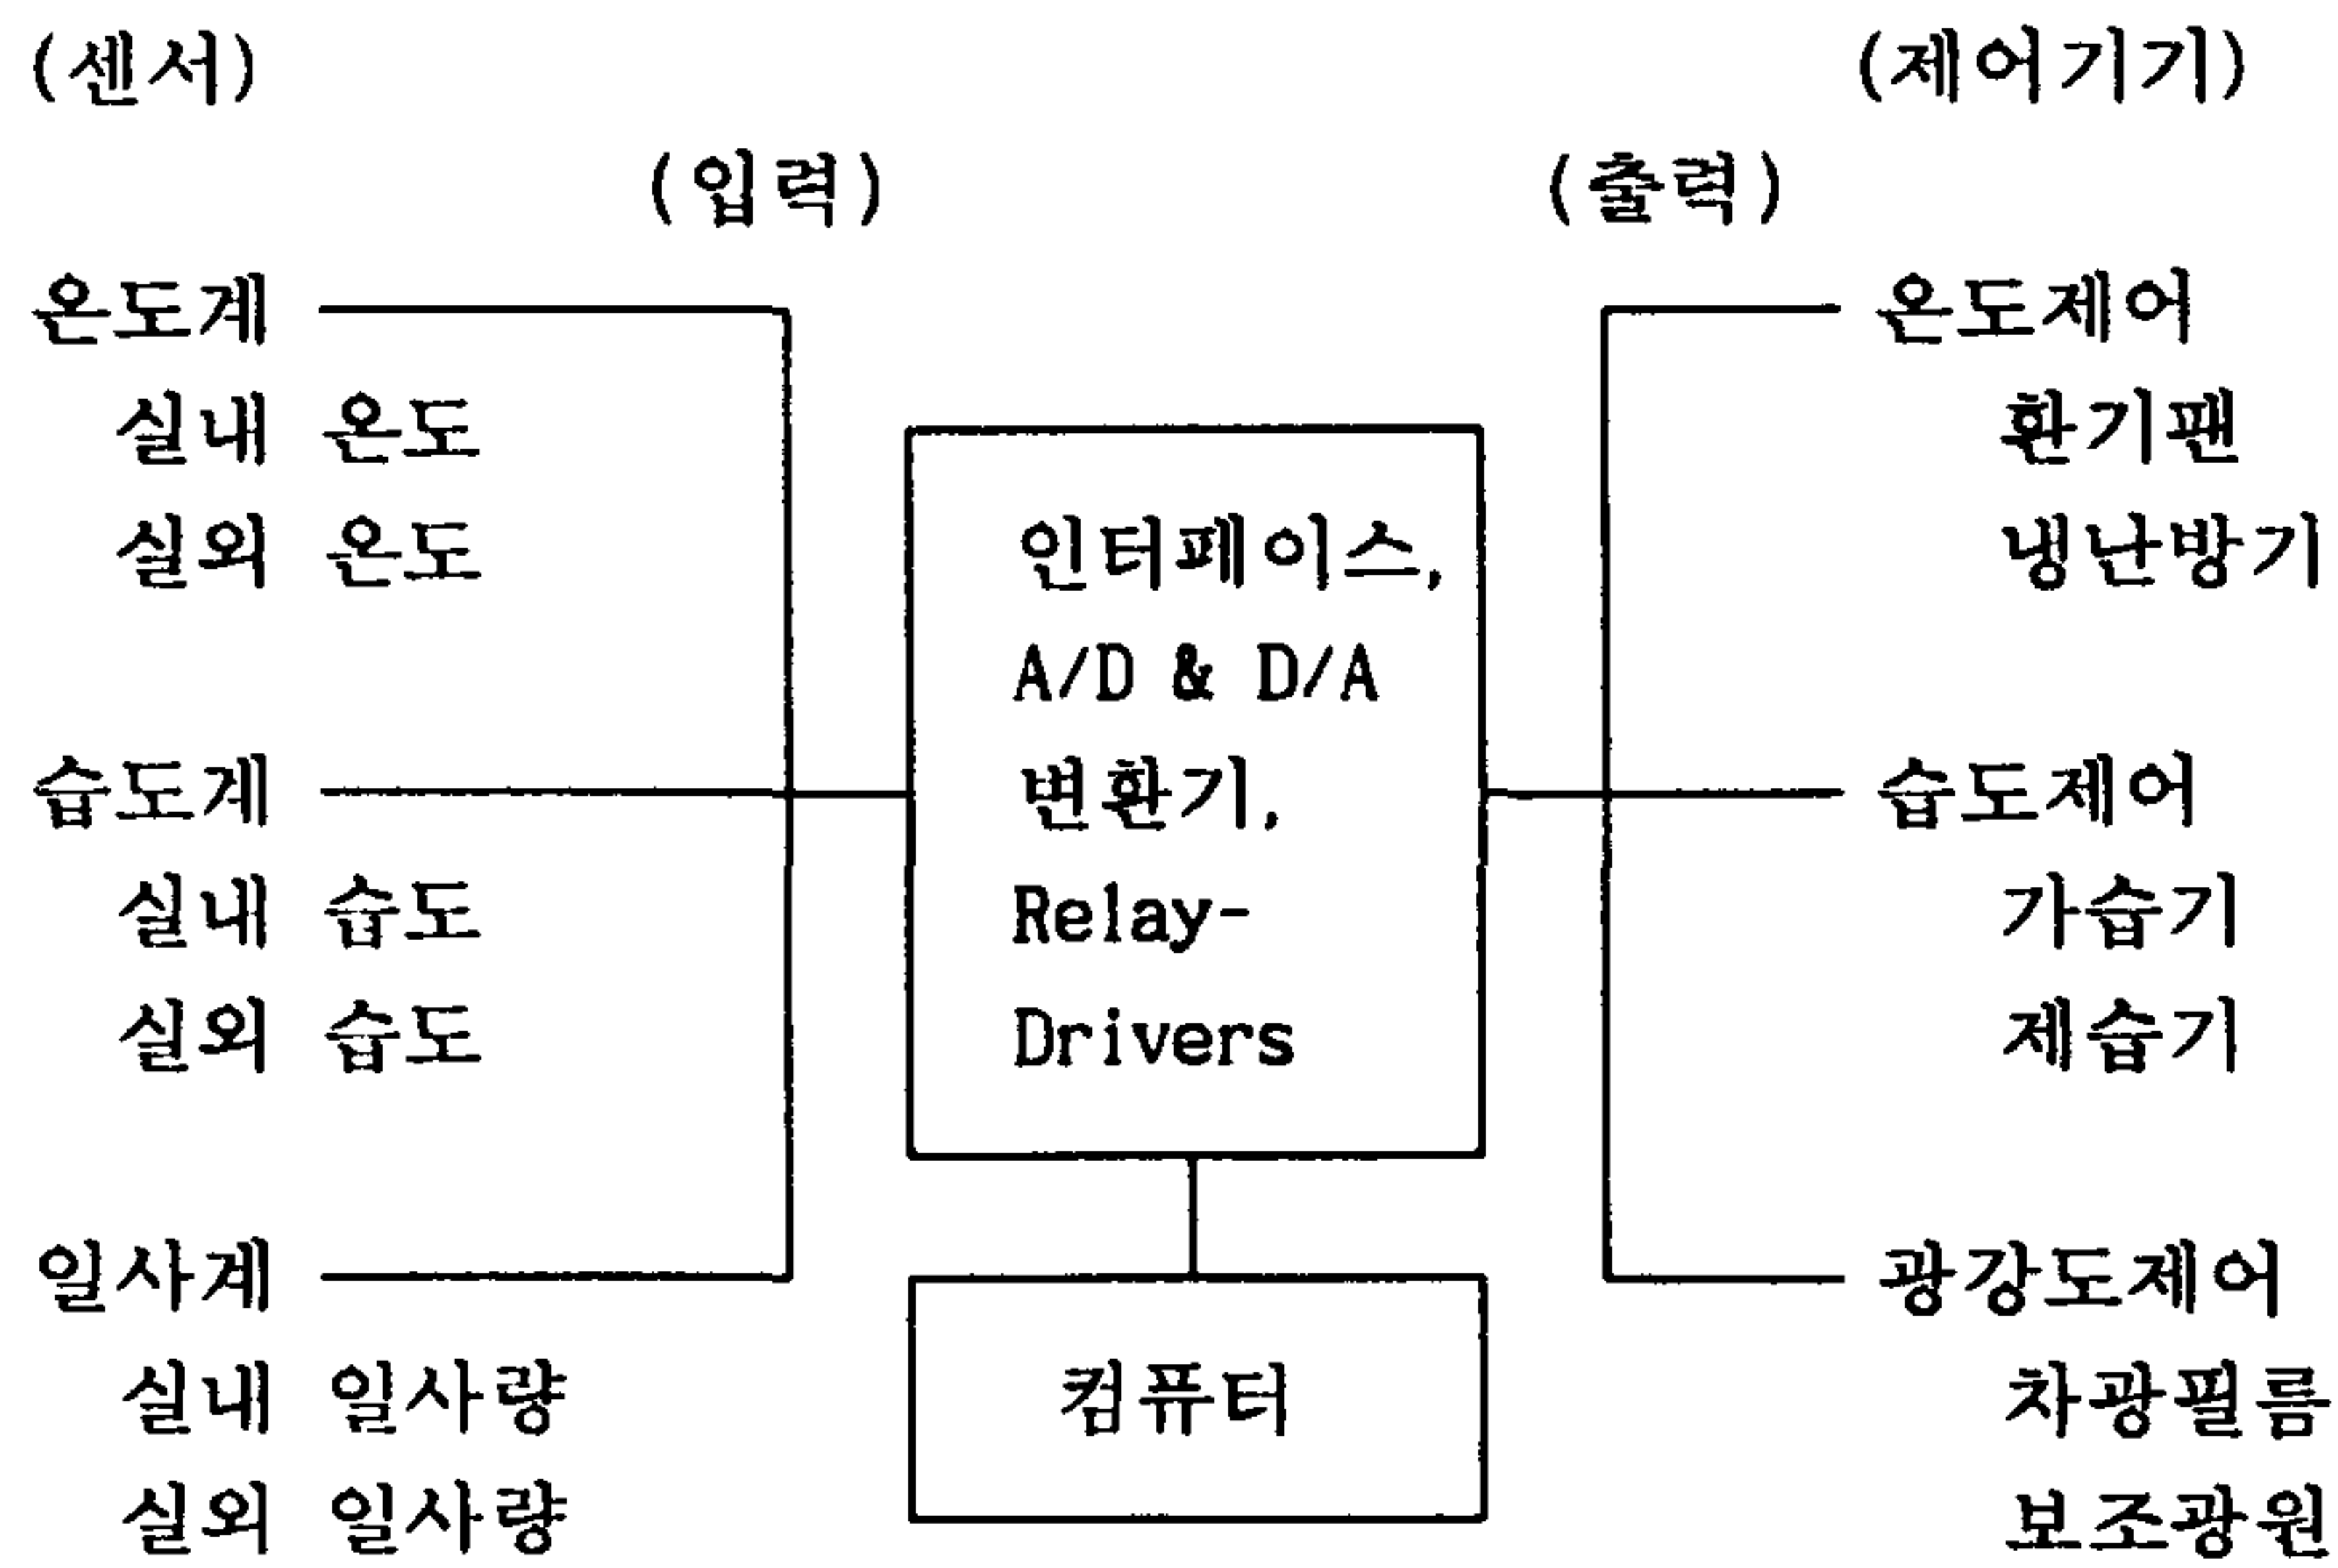 (센서)
(제어기기)
(입력)
(출력)
온도계
실내 온도
실외 온도
습도계
실내 습도
실외 습도
일사계
실내 일사량
실외 일사량
인터페이스,
A/D & D/A
변환기,
Relay-
Drivers
컴퓨터
온도제어
환기팬
냉난방기
습도제어
가습기
제습기
광강도제어
차광필름
보조광원